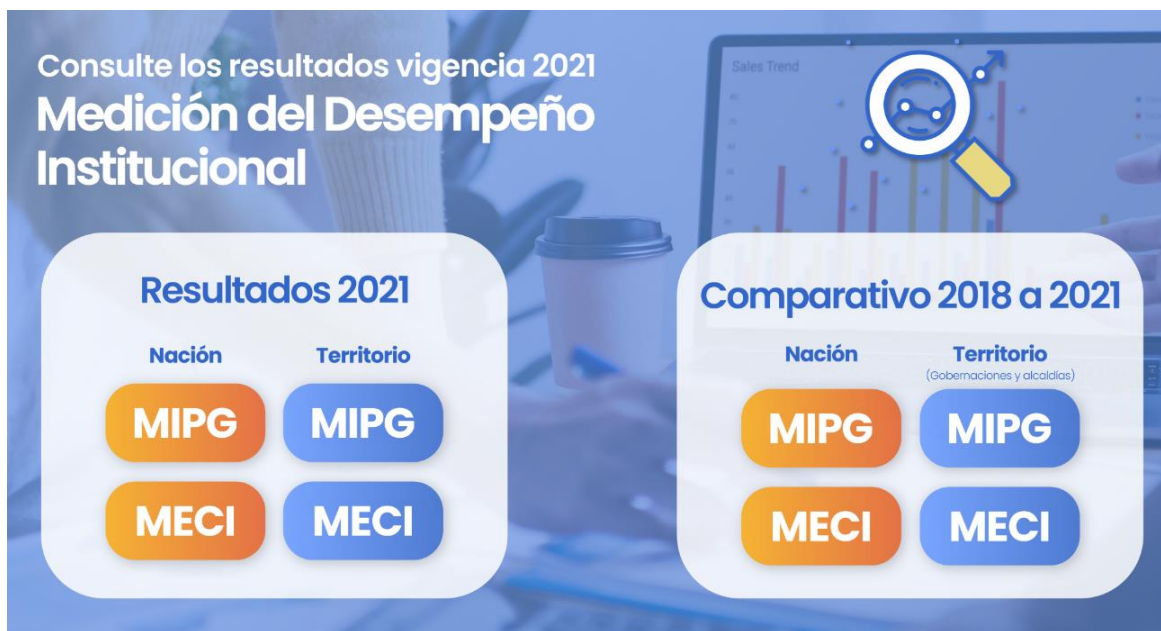 Consulte los resultados vigencia 2021
Medición del Desempeño
Institucional
Sales Trend
Resultados 2021
Nación Territorio
MIPG MIPG
MECI MECI
Comparativo 2018 a 2021
Nación Territorio
(Gobernaciones y alcaldías)
MIPG MIPG
MECI MECI